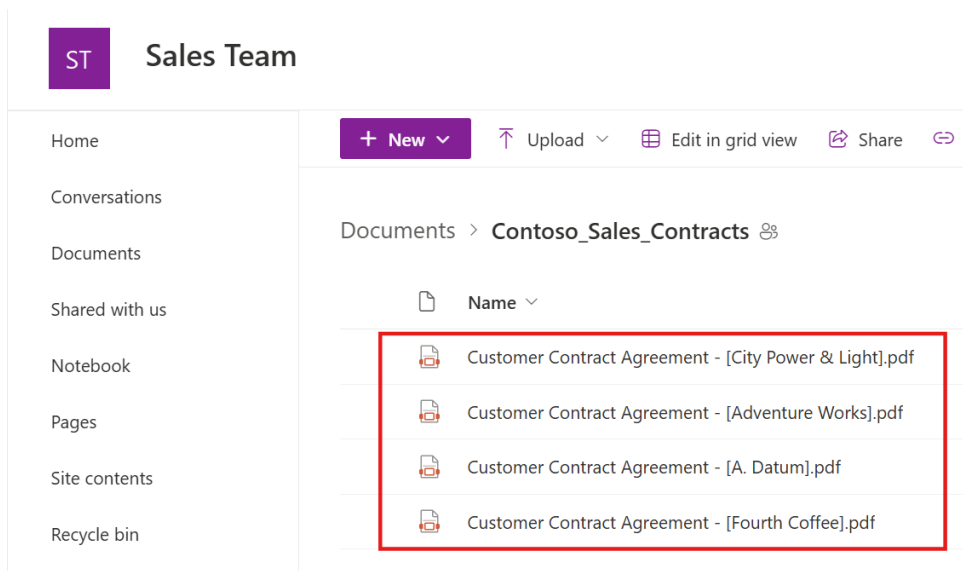 ST
Sales Team
Home
Conversations
Documents
Shared with us
Notebook
Pages
Site contents
Recycle bin
+ New
Upload
Edit in grid view
Share
Documents > Contoso_Sales_Contracts
Name
Customer Contract Agreement - [City Power & Light].pdf
Customer Contract Agreement - [Adventure Works].pdf
Customer Contract Agreement - [A. Datum].pdf
Customer Contract Agreement - [Fourth Coffee].pdf